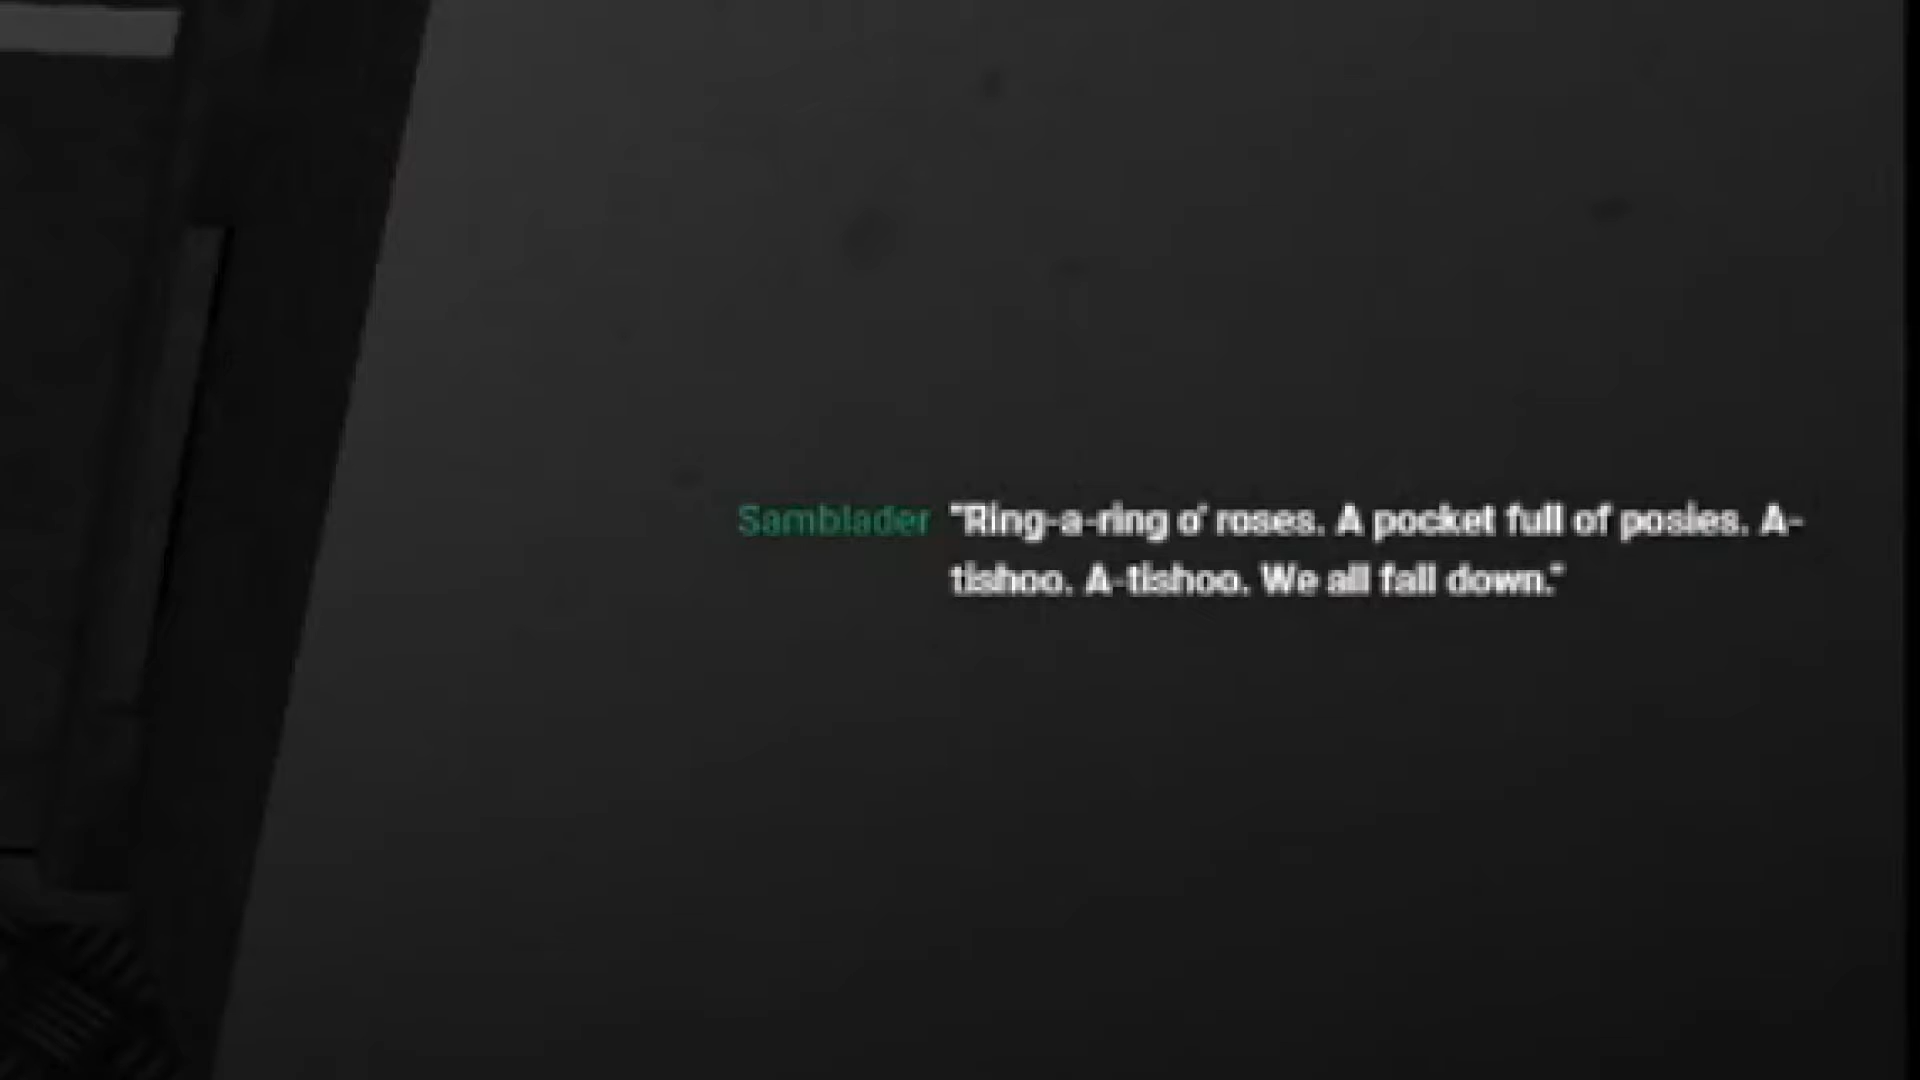 Samblader "Ring-a-ring o' roses. A pocket full of posies. A-
tishoo. A-tishoo. We all fall down."